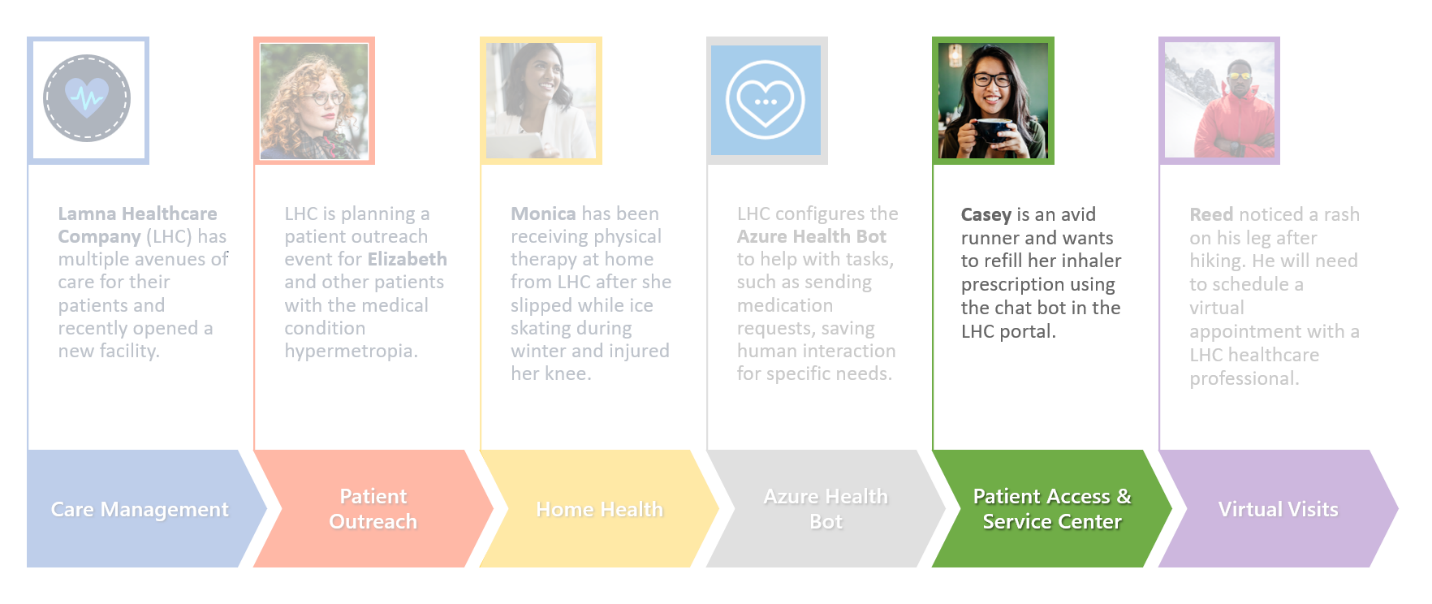 Lamna Healthcare
Company (LHC) has
multiple avenues of
care for their
patients and
recently opened a
new facility.
LHC is planning a
patient outreach
event for Elizabeth
and other patients
with the medical
condition
hypermetropia.
Monica has been
receiving physical
therapy at home
from LHC after she
slipped while ice
skating during
winter and injured
her knee.
LHC configures the
Azure Health Bot
to help with tasks,
such as sending
medication
requests, saving
human interaction
for specific needs.
Casey is an avid
runner and wants
to refill her inhaler
prescription using
the chat bot in the
LHC portal.
Reed noticed a rash
on his leg after
hiking. He will need
to schedule a
virtual
appointment with a
LHC healthcare
professional.
Care Management
Patient
Outreach
Home Health
Azure Health
Bot
Patient Access &
Service Center
Virtual Visits